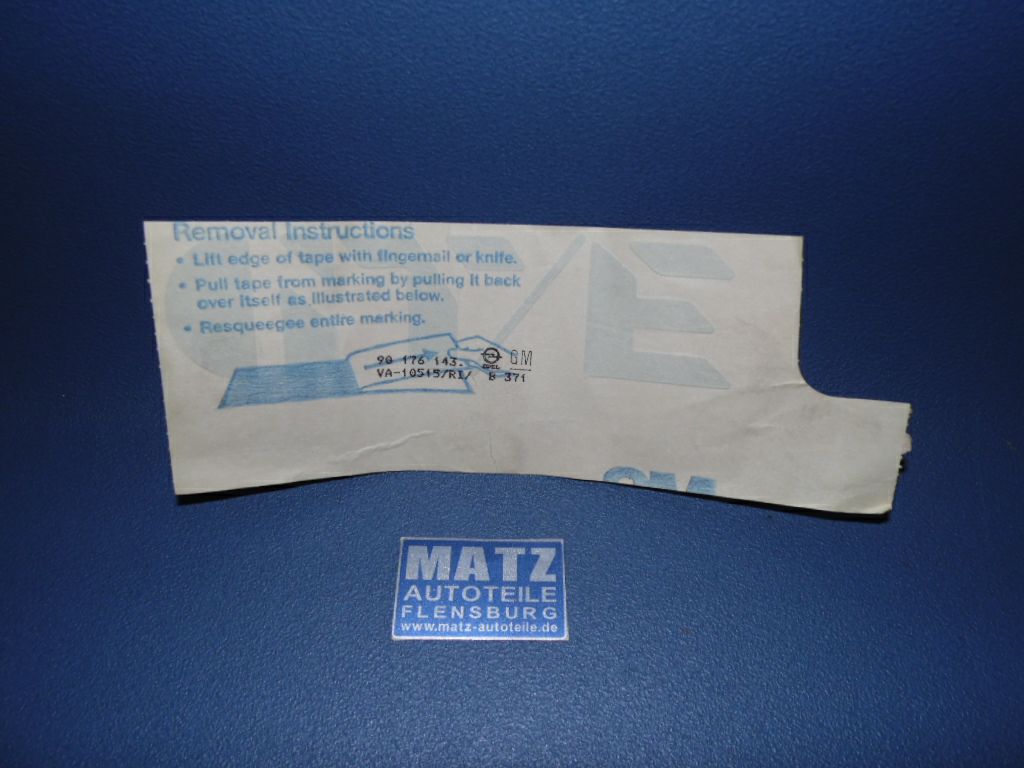 Removal Instructions
• Lift edge of tape with fingernail or knife.
• Pull tape from marking by pulling it back
over itself as illustrated below.
• Resqueegee entire marking.
90 176 143. OPEL GM
VA-10515/RI/ B 371
MATZ
AUTOTEILE
FLENSBURG
www.matz-autoteile.de